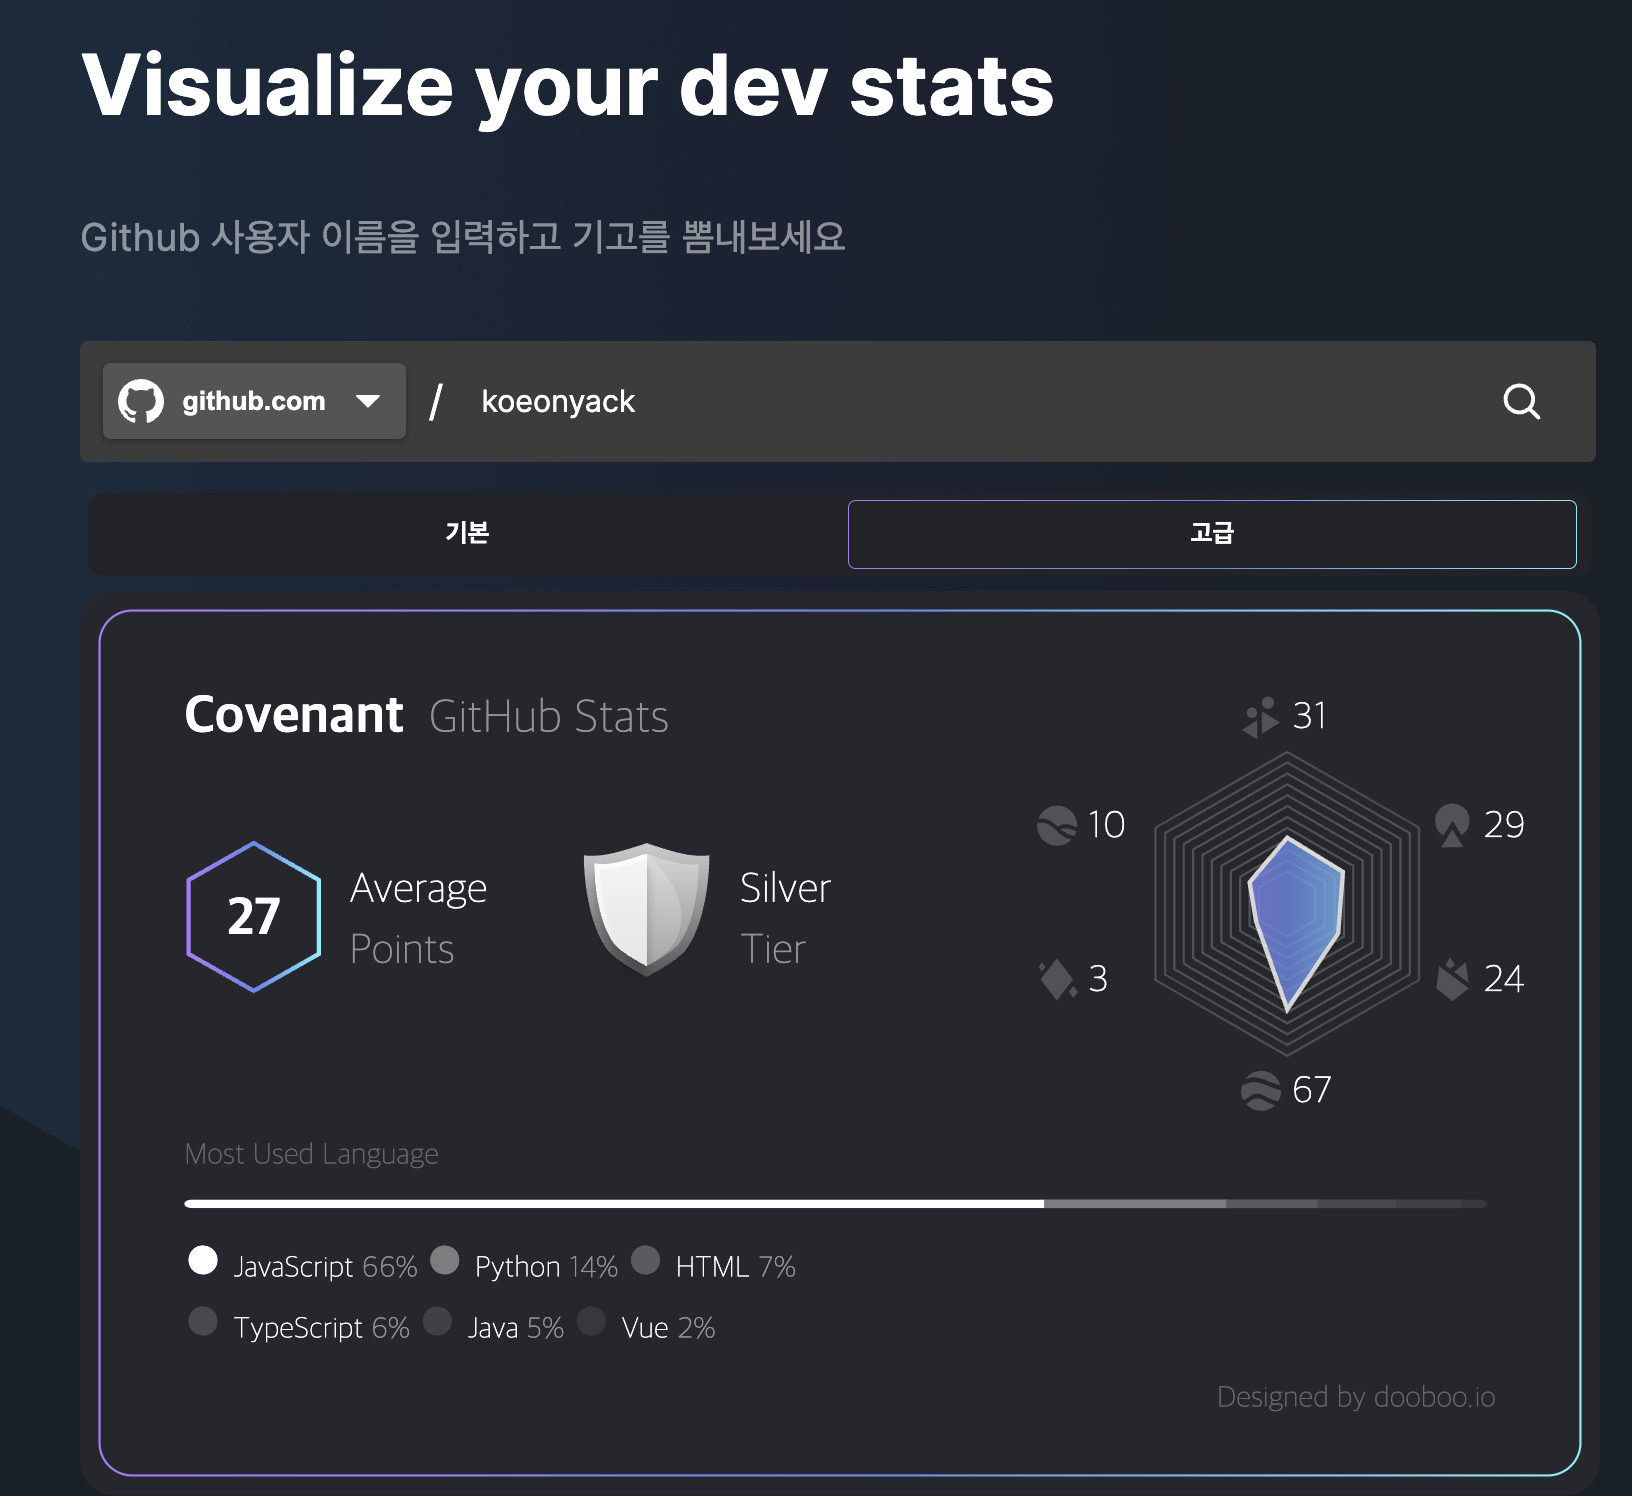 Visualize your dev stats
Github 사용자 이름을 입력하고 기고를 뽐내보세요
github.com / koeonyack
기본 고급
Covenant GitHub Stats
31
10 29
27 Average Points
Silver Tier
3 24
67
Most Used Language
JavaScript 66% Python 14% HTML 7%
TypeScript 6% Java 5% Vue 2%
Designed by dooboo.io